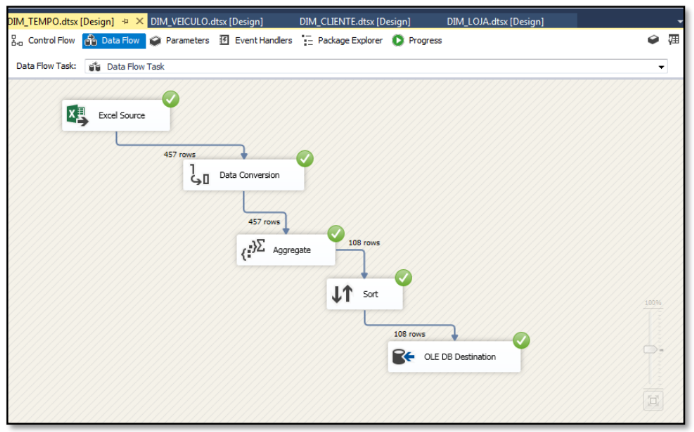 DIM_TEMPO.dtsx [Design] DIM_VEICULO.dtsx [Design] DIM_CLIENTE.dtsx [Design] DIM_LOJA.dtsx [Design]
Control Flow Data Flow Parameters Event Handlers Package Explorer Progress
Data Flow Task: Data Flow Task
Excel Source
457 rows
Data Conversion
457 rows
Aggregate
108 rows
Sort
108 rows
OLE DB Destination
100%